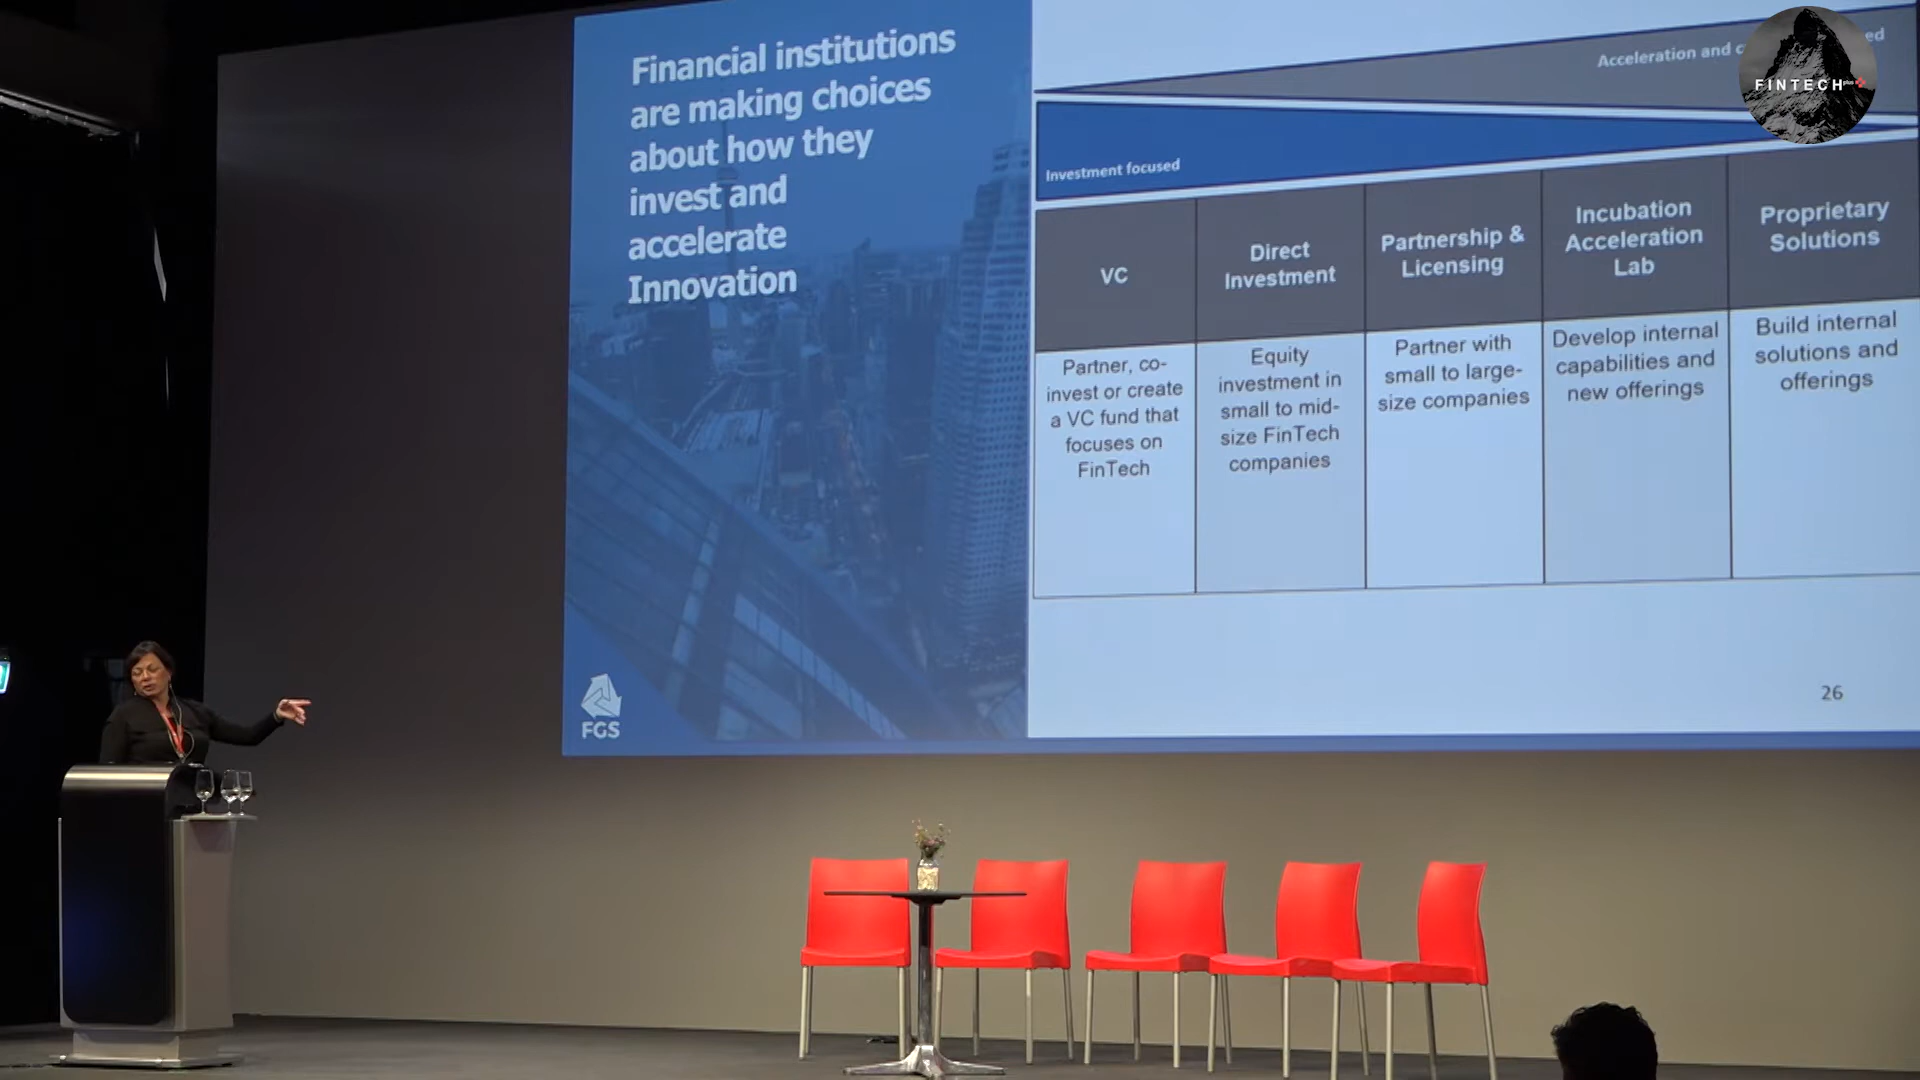 Financial institutions
are making choices
about how they
invest and
accelerate
Innovation
FGS
Acceleration and
FINTECH
plus
Investment focused
VC
Direct
Investment
Partnership &
Licensing
Incubation
Acceleration
Lab
Proprietary
Solutions
Partner, co-
invest or create
a VC fund that
focuses on
FinTech
Equity
investment in
small to mid-
size FinTech
companies
Partner with
small to large-
size companies
Develop internal
capabilities and
new offerings
Build internal
solutions and
offerings
26